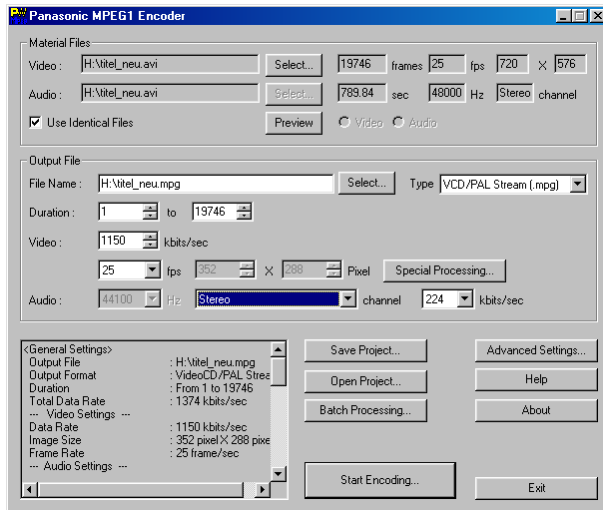 Panasonic MPEG1 Encoder
Material Files
Video : H:\titel_neu.avi Select... 19746 frames 25 fps 720 X 576
Audio : H:\titel_neu.avi Select... 789.84 sec 48000 Hz Stereo channel
Use Identical Files Preview Video Audio
Output File
File Name : H:\titel_neu.mpg Select... Type VCD/PAL Stream (.mpg)
Duration : 1 to 19746
Video : 1150 kbits/sec
25 fps 352 X 288 Pixel Special Processing...
Audio : 44100 Hz Stereo channel 224 kbits/sec
<General Settings>
Output File : H:\titel_neu.mpg
Output Format : VideoCD/PAL Strea
Duration : From 1 to 19746
Total Data Rate : 1374 kbits/sec
--- Video Settings ---
Data Rate : 1150 kbits/sec
Image Size : 352 pixel X 288 pixe
Frame Rate : 25 frame/sec
--- Audio Settings ---
Save Project... Advanced Settings...
Open Project... Help
Batch Processing... About
Start Encoding... Exit